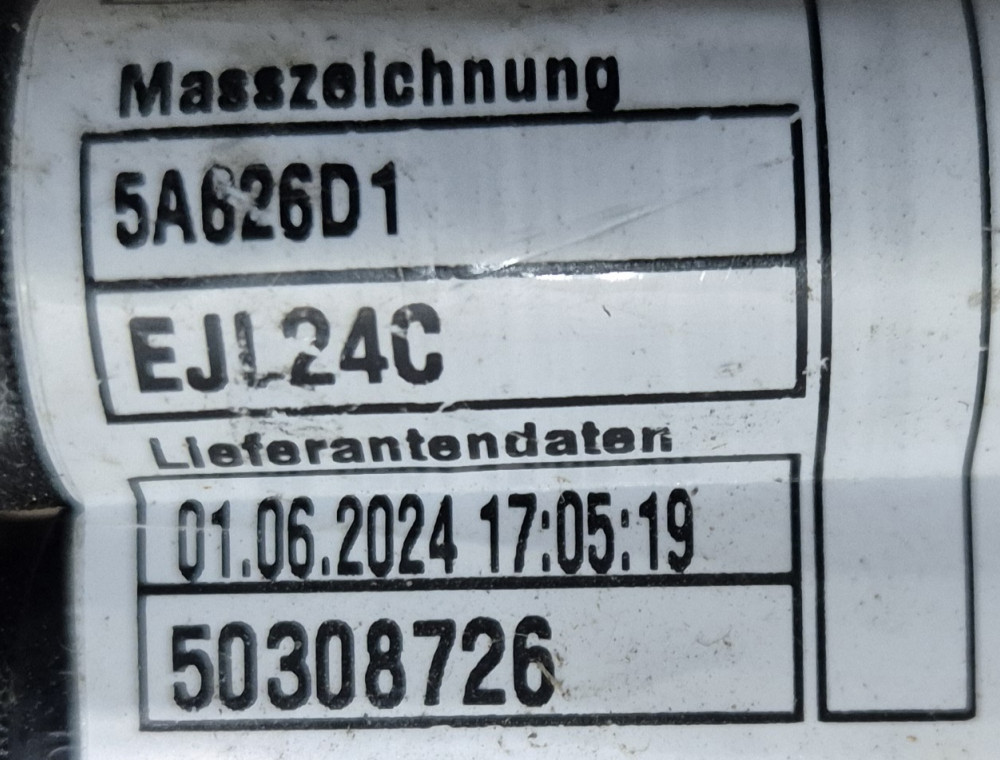 Masszeichnung
5A626D1
EJL24C
Lieferantendaten
01.06.2024 17:05:19
50308726